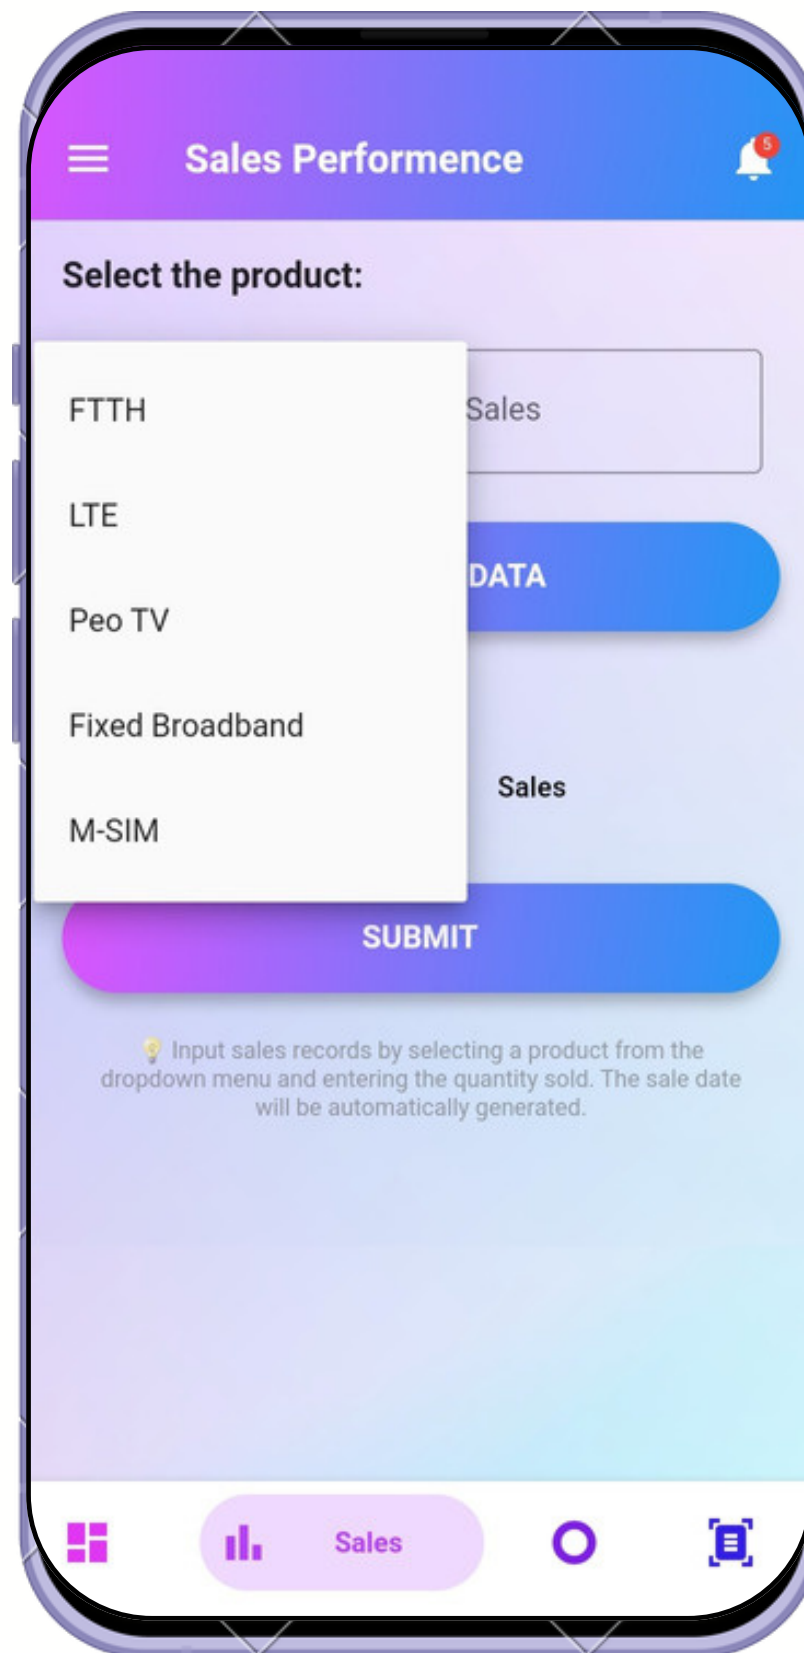 Sales Performence
5
Select the product:
FTTH
Sales
LTE
DATA
Peo TV
Fixed Broadband
Sales
M-SIM
SUBMIT
💡 Input sales records by selecting a product from the
dropdown menu and entering the quantity sold. The sale date
will be automatically generated.
Sales